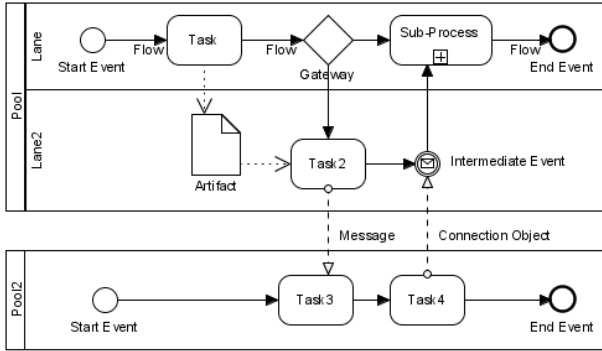 Pool
Lane
Start Event
Flow
Task
Flow
Gateway
Sub-Process
Flow
End Event
Lane2
Artifact
Task2
Intermediate Event
Message
Connection Object
Pool2
Start Event
Task3
Task4
End Event